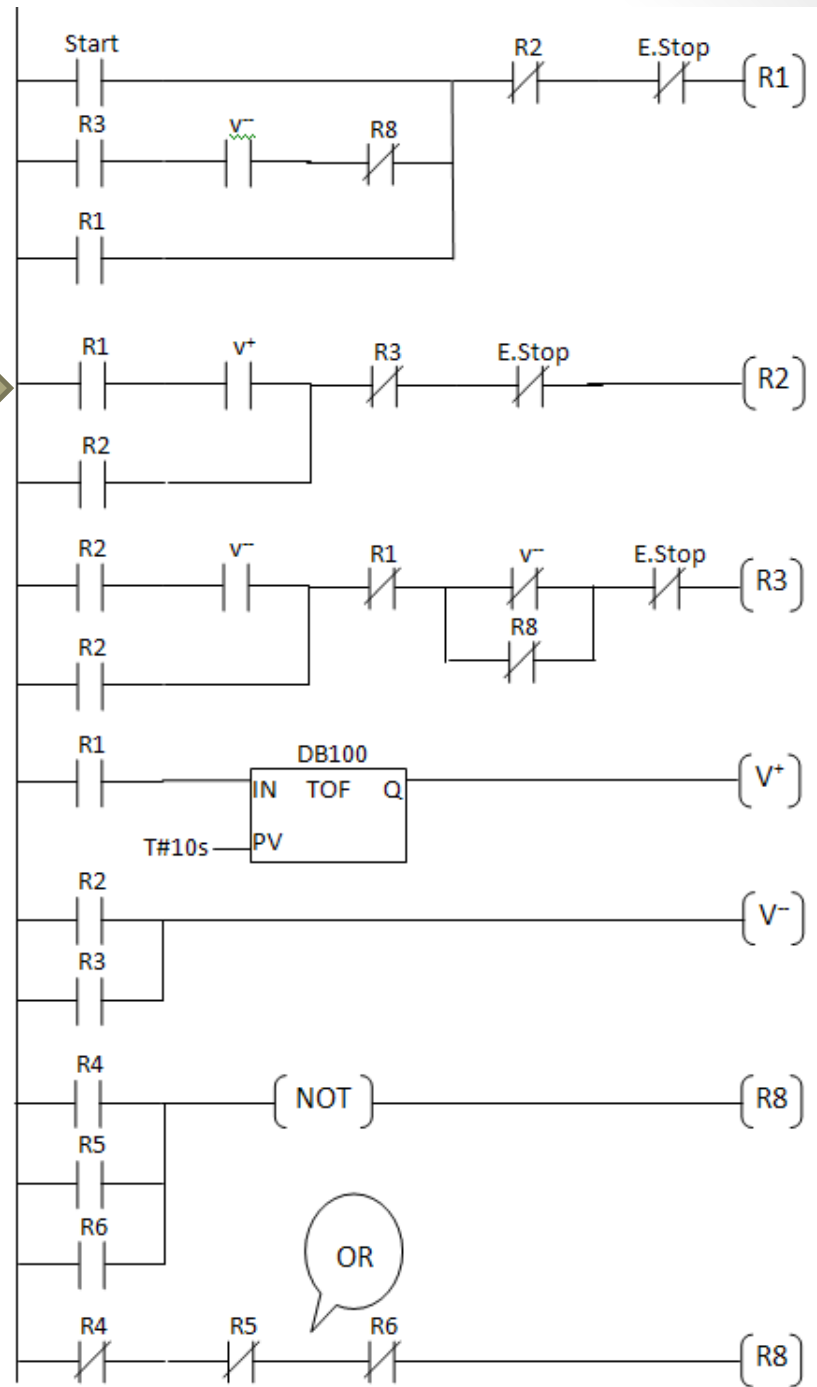 Start R2 E.Stop
R1
R3 v-- R8
R1
R1 v⁺ R3 E.Stop
R2
R2
R2 v-- R1 v-- E.Stop
R3
R8
R2
R1 DB100
IN TOF Q V⁺
T#10s PV
R2
V--
R3
R4
NOT R8
R5
R6
OR
R4 R5 R6
R8